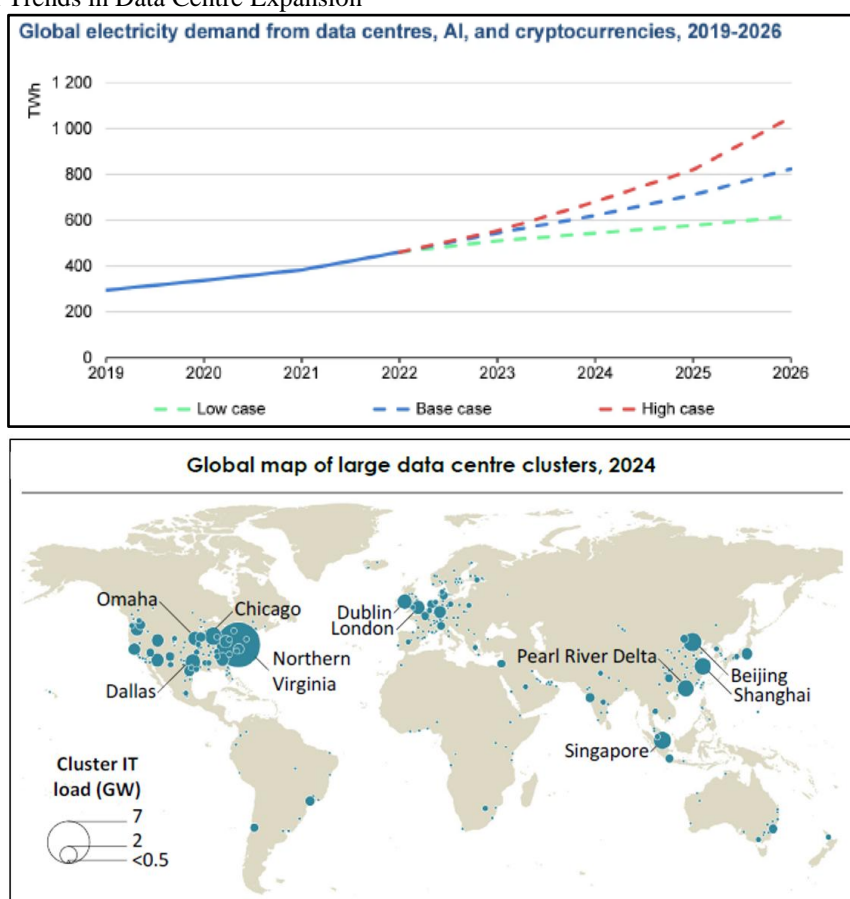 Trends in Data Centre Expansion
Global electricity demand from data centres, AI, and cryptocurrencies, 2019-2026
TWh
1 200
1 000
800
600
400
200
0
2019 2020 2021 2022 2023 2024 2025 2026
Low case Base case High case
Global map of large data centre clusters, 2024
Omaha
Chicago
Dublin
London
Northern
Virginia
Pearl River Delta
Beijing
Shanghai
Dallas
Singapore
Cluster IT
load (GW)
7
2
<0.5